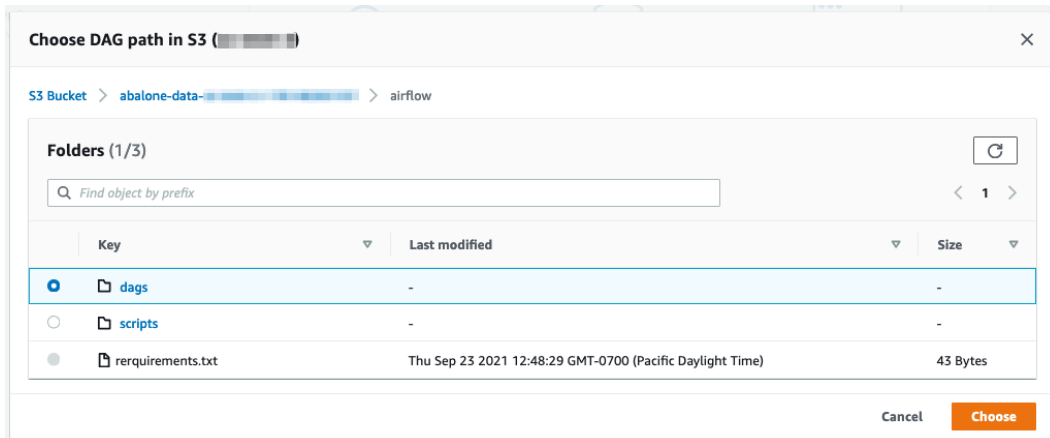 Choose DAG path in S3 ( )
S3 Bucket > abalone-data- > airflow
Folders (1/3)
Find object by prefix
< 1 >
Key Last modified Size
dags - -
scripts - -
rerquirements.txt Thu Sep 23 2021 12:48:29 GMT-0700 (Pacific Daylight Time) 43 Bytes
Cancel Choose